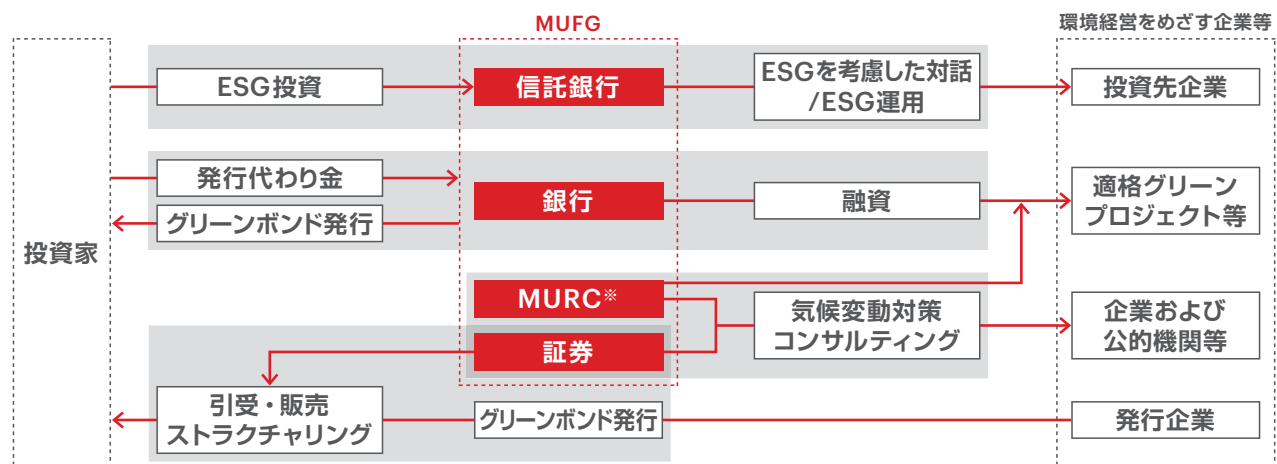 MUFG
環境経営をめざす企業等
投資家
ESG投資
信託銀行
ESGを考慮した対話
/ESG運用
投資先企業
発行代わり金
グリーンボンド発行
銀行
融資
適格グリーン
プロジェクト等
MURC※
証券
気候変動対策
コンサルティング
企業および
公的機関等
引受・販売
ストラクチャリング
グリーンボンド発行
発行企業